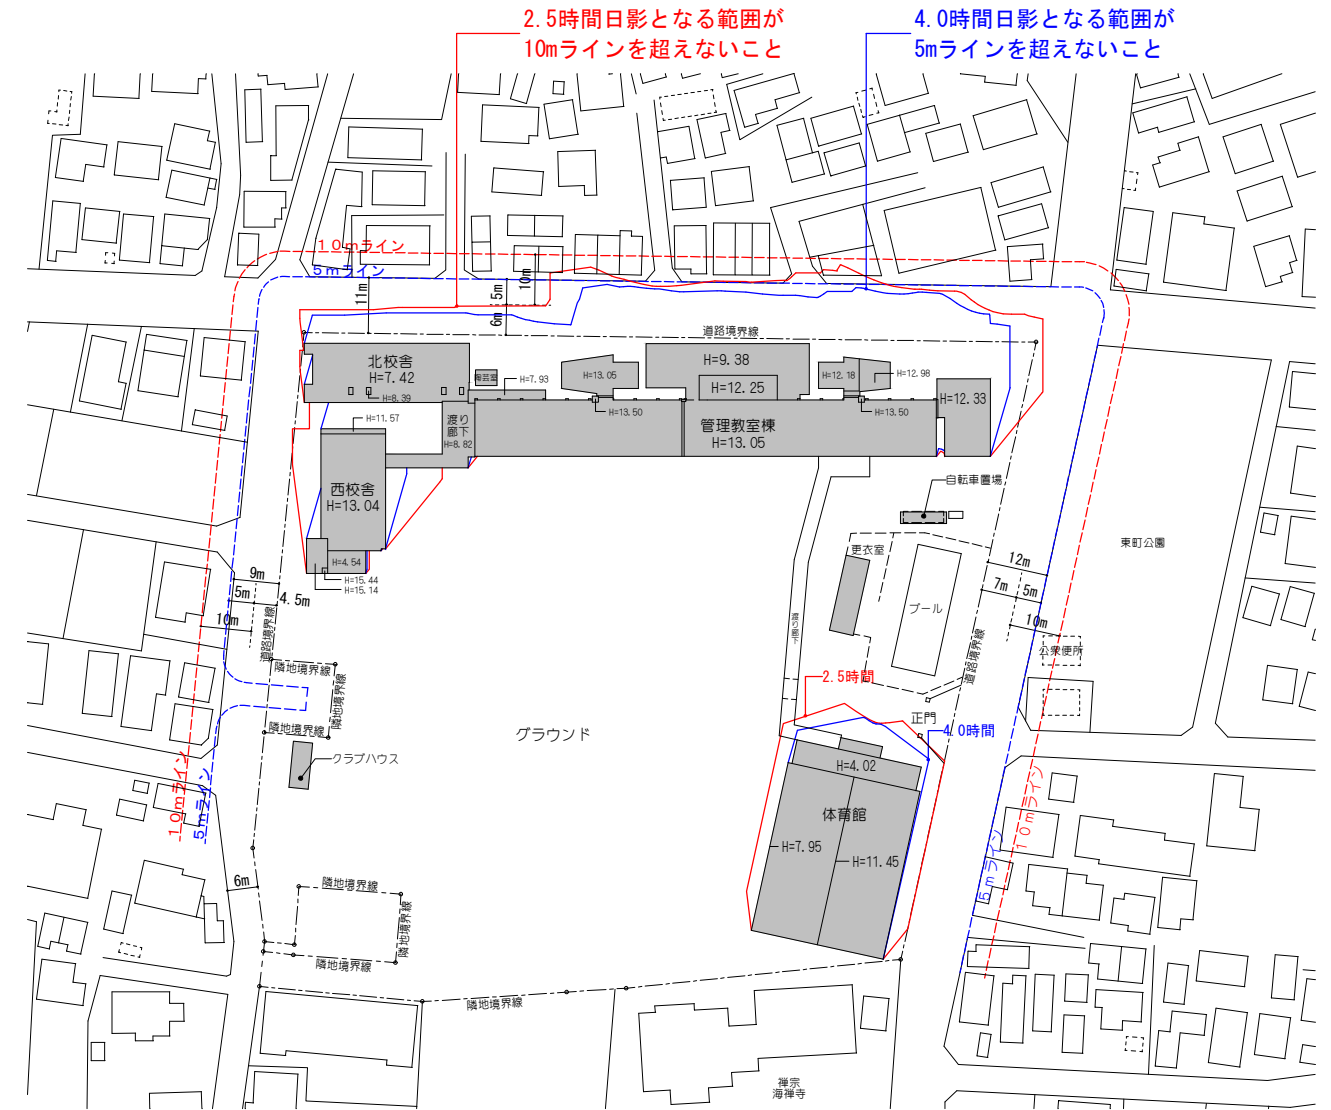 2.5時間日影となる範囲が
10mラインを超えないこと
4.0時間日影となる範囲が
5mラインを超えないこと
10mライン
5mライン
11m
6m
5m
10m
道路境界線
北校舎
H=7.42
H=8.39
陶芸室
H=7.93
H=13.05
H=13.50
H=9.38
H=12.25
H=12.18
H=12.98
H=13.50
H=12.33
管理教室棟
H=13.05
渡り
廊下
H=8.82
H=11.57
西校舎
H=13.04
H=4.54
H=15.44
H=15.14
自転車置場
更衣室
プール
渡り廊下
東町公園
12m
7m
5m
10m
公衆便所
道路境界線
正門
9m
5m
4.5m
10m
道路境界線
隣地境界線
隣地境界線
隣地境界線
クラブハウス
グラウンド
2.5時間
4.0時間
H=4.02
体育館
H=7.95
H=11.45
10mライン
5mライン
5mライン
10mライン
6m
隣地境界線
隣地境界線
隣地境界線
隣地境界線
禅宗
海禅寺